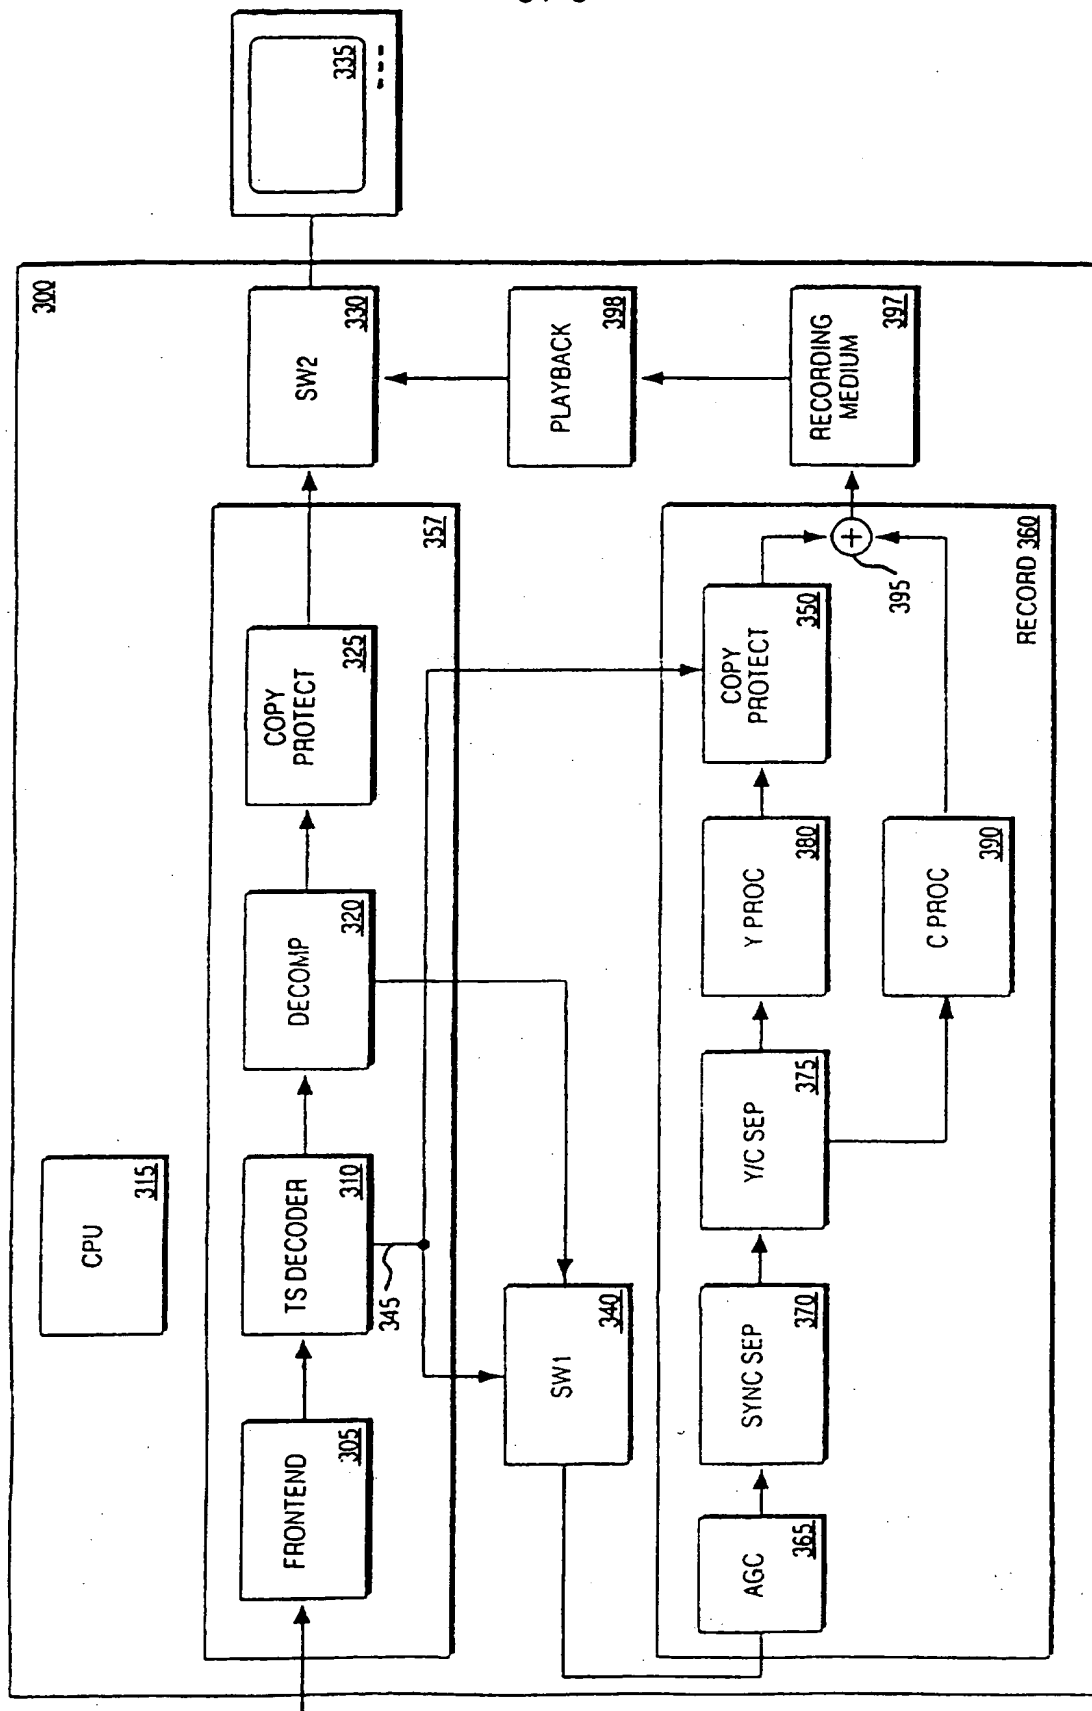 300
335
CPU 315
357
FRONTEND 305
TS DECODER 310
DECOMP 320
COPY
PROTECT 325
SW2 330
345
SW1 340
PLAYBACK 398
RECORD 360
AGC 365
SYNC SEP 370
Y/C SEP 375
Y PROC 380
COPY
PROTECT 350
395
C PROC 390
RECORDING
MEDIUM 397